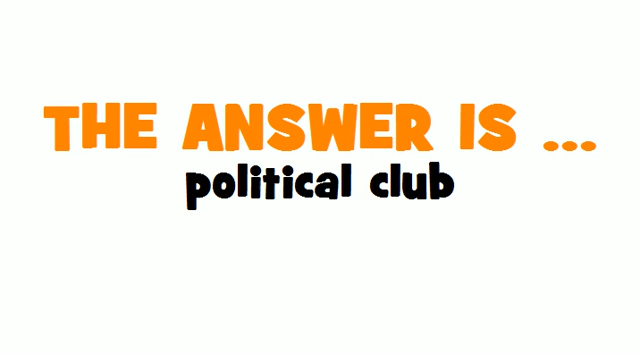 THE ANSWER IS ...
political club